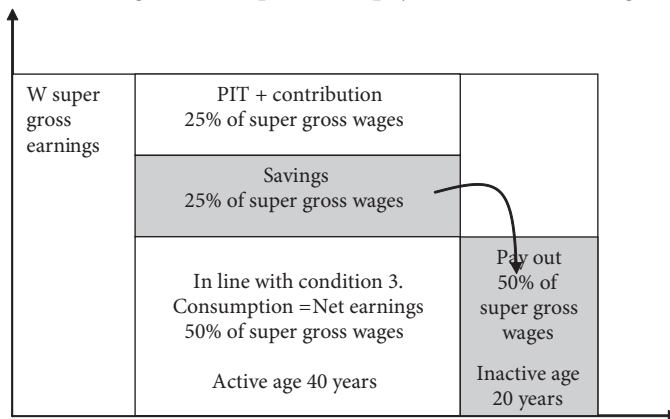 W super
gross
earnings
PIT + contribution
25% of super gross wages
Savings
25% of super gross wages
In line with condition 3.
Consumption =Net earnings
50% of super gross wages
Active age 40 years
Pay out
50% of
super gross
wages
Inactive age
20 years